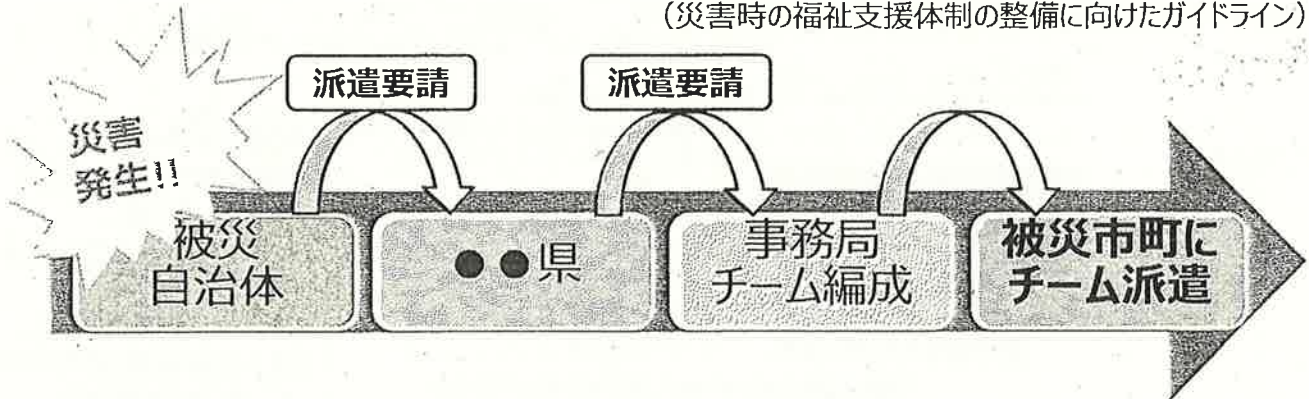 （災害時の福祉支援体制の整備に向けたガイドライン）
派遣要請
派遣要請
災害
発生!!
被災
自治体
●●県
事務局
チーム編成
被災市町に
チーム派遣